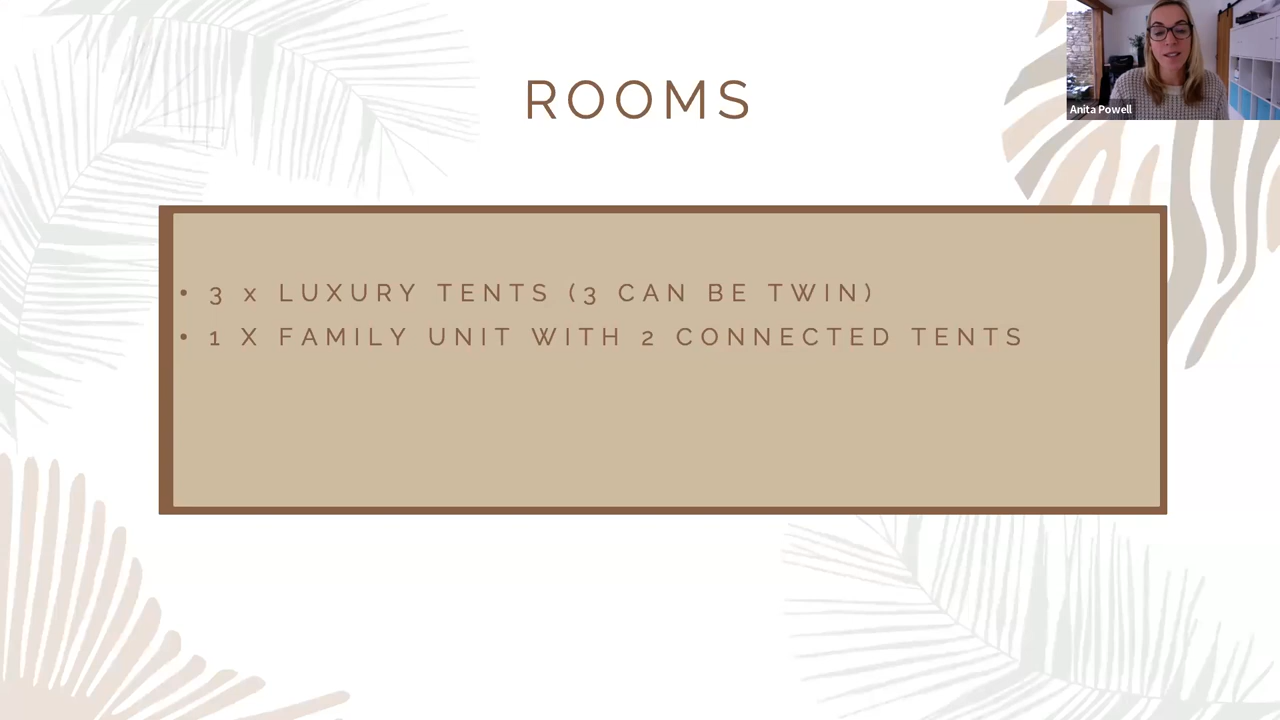 ROOMS
Anita Powell
• 3 x LUXURY TENTS (3 CAN BE TWIN)
• 1 X FAMILY UNIT WITH 2 CONNECTED TENTS